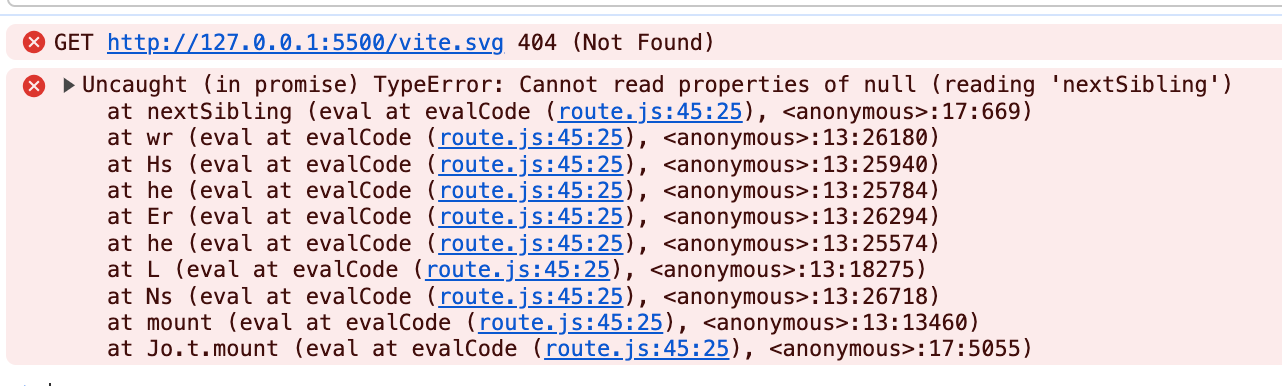 GET http://127.0.0.1:5500/vite.svg 404 (Not Found)
Uncaught (in promise) TypeError: Cannot read properties of null (reading 'nextSibling')
at nextSibling (eval at evalCode (route.js:45:25), <anonymous>:17:669)
at wr (eval at evalCode (route.js:45:25), <anonymous>:13:26180)
at Hs (eval at evalCode (route.js:45:25), <anonymous>:13:25940)
at he (eval at evalCode (route.js:45:25), <anonymous>:13:25784)
at Er (eval at evalCode (route.js:45:25), <anonymous>:13:26294)
at he (eval at evalCode (route.js:45:25), <anonymous>:13:25574)
at L (eval at evalCode (route.js:45:25), <anonymous>:13:18275)
at Ns (eval at evalCode (route.js:45:25), <anonymous>:13:26718)
at mount (eval at evalCode (route.js:45:25), <anonymous>:13:13460)
at Jo.t.mount (eval at evalCode (route.js:45:25), <anonymous>:17:5055)